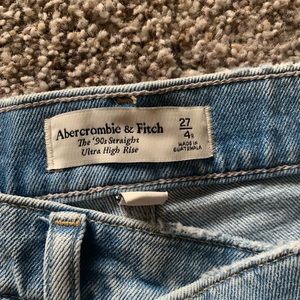 Abercrombie & Fitch
The '90s Straight
Ultra High Rise
27
4s
MADE IN
GUATEMALA